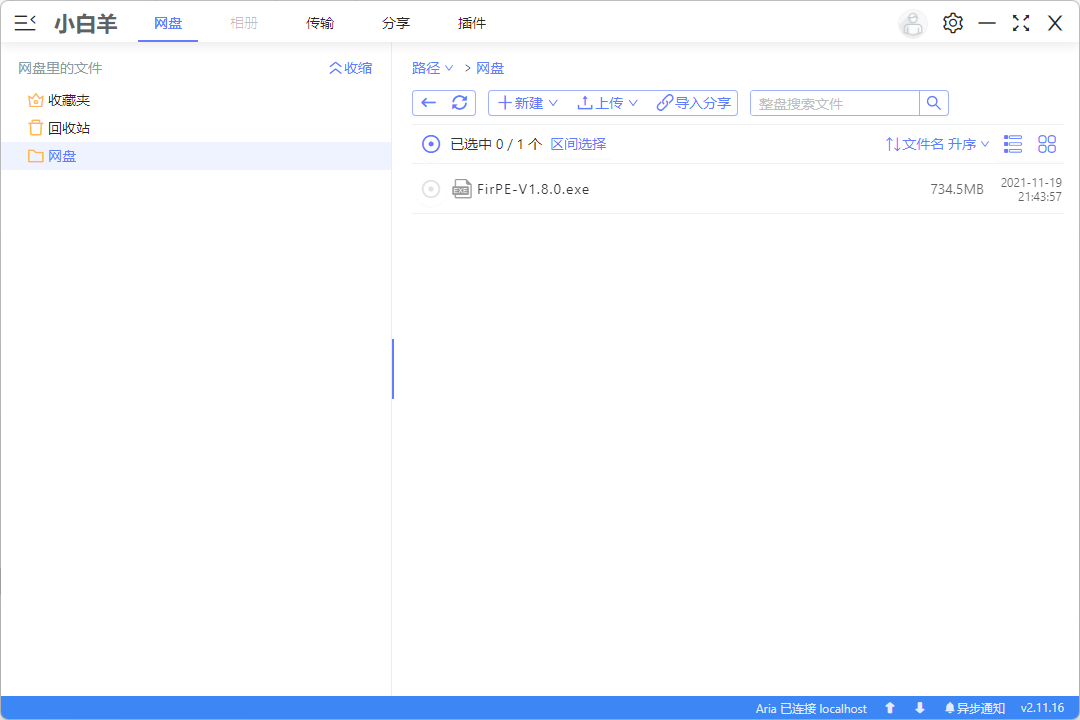 小白羊 网盘 相册 传输 分享 插件
网盘里的文件 收缩
收藏夹
回收站
网盘
路径 > 网盘
新建 上传 导入分享 整盘搜索文件
已选中 0 / 1 个 区间选择 文件名 升序
EXE FirPE-V1.8.0.exe 734.5MB 2021-11-19
21:43:57
Aria 已连接 localhost 异步通知 v2.11.16